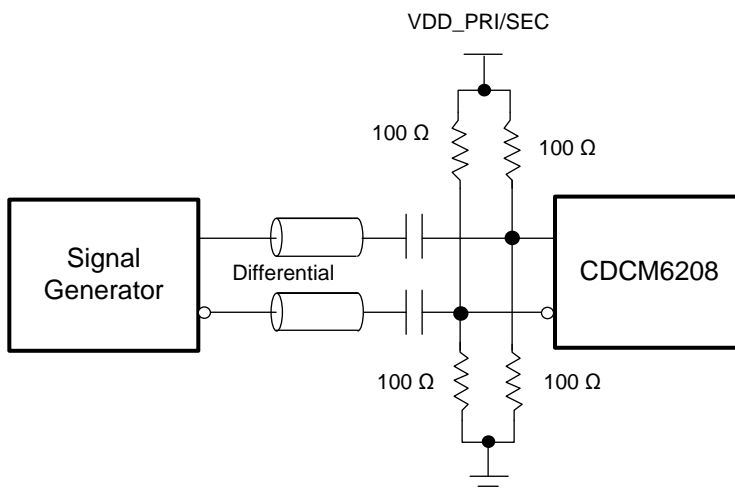 VDD_PRI/SEC
100 Ω
100 Ω
Signal
Generator
Differential
CDCM6208
100 Ω
100 Ω